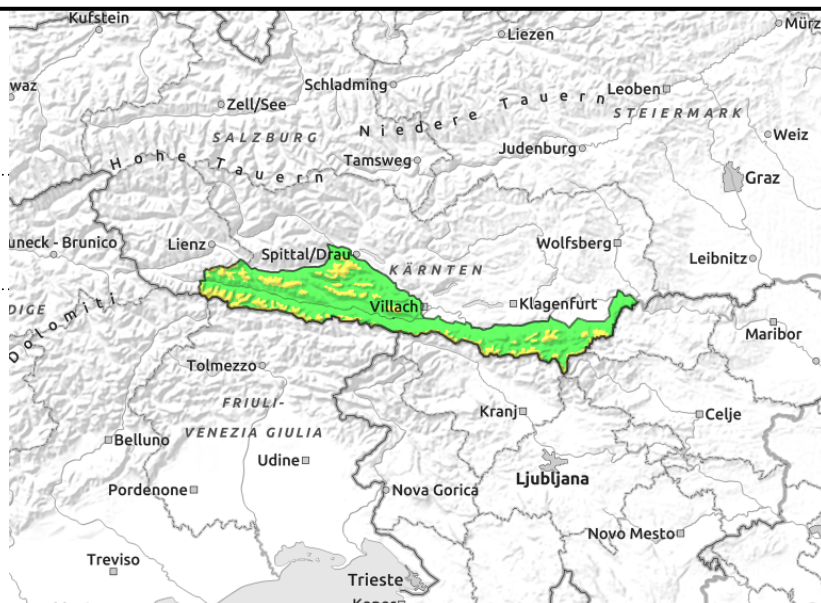 Kufstein
Liezen
Mürz
waz
Schladming
Leoben
Zell/See
Niedere Tauern
STEIERMARK
SALZBURG
Weiz
Hohe Tauern
Tamsweg
Judenburg
Graz
uneck - Brunico
Lienz
Spittal/Drau
Wolfsberg
KÄRNTEN
Leibnitz
DIGE
Dolomiti
Villach
Klagenfurt
Maribor
Tolmezzo
FRIULI-
VENEZIA GIULIA
Kranj
Celje
Belluno
Udine
Ljubljana
Pordenone
Nova Gorica
Novo Mesto
Treviso
Trieste